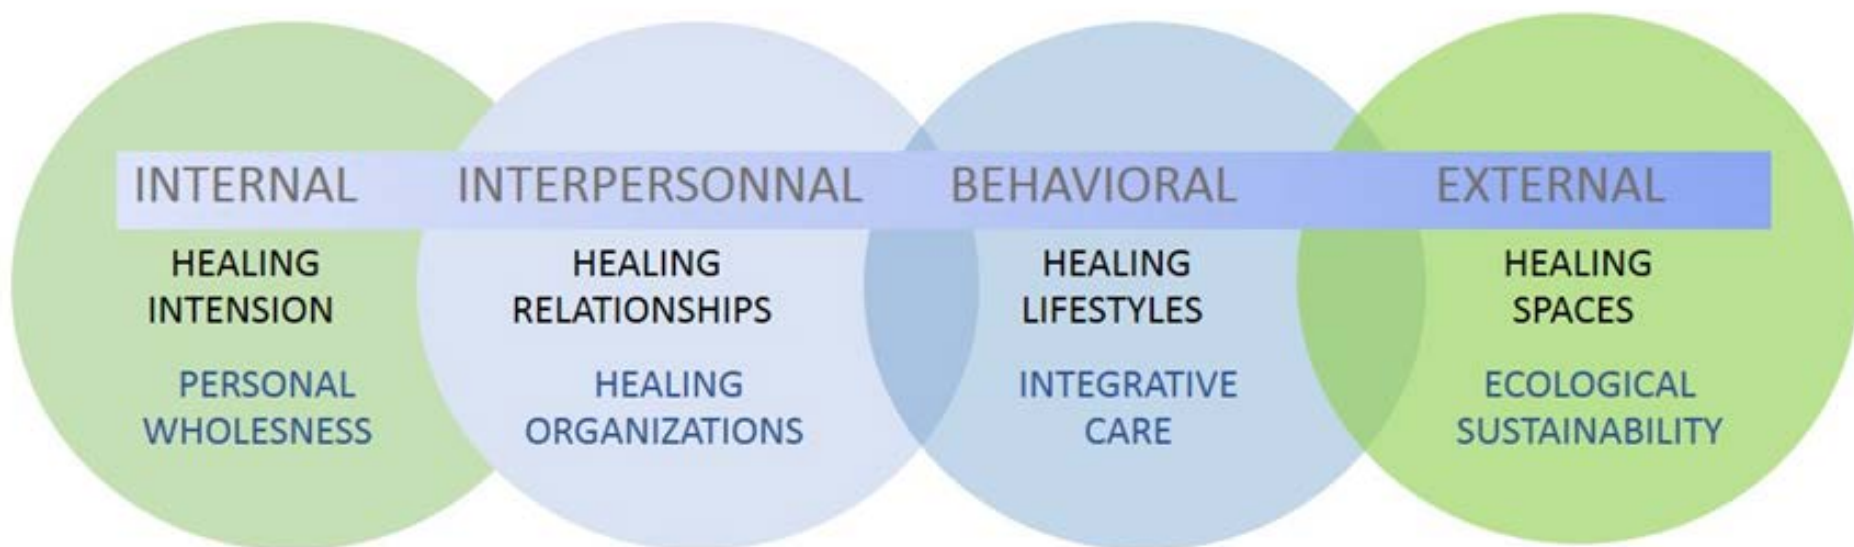 INTERNAL INTERPERSONNAL BEHAVIORAL EXTERNAL
HEALING
INTENSION
HEALING
RELATIONSHIPS
HEALING
LIFESTYLES
HEALING
SPACES
PERSONAL
WHOLESNESS
HEALING
ORGANIZATIONS
INTEGRATIVE
CARE
ECOLOGICAL
SUSTAINABILITY